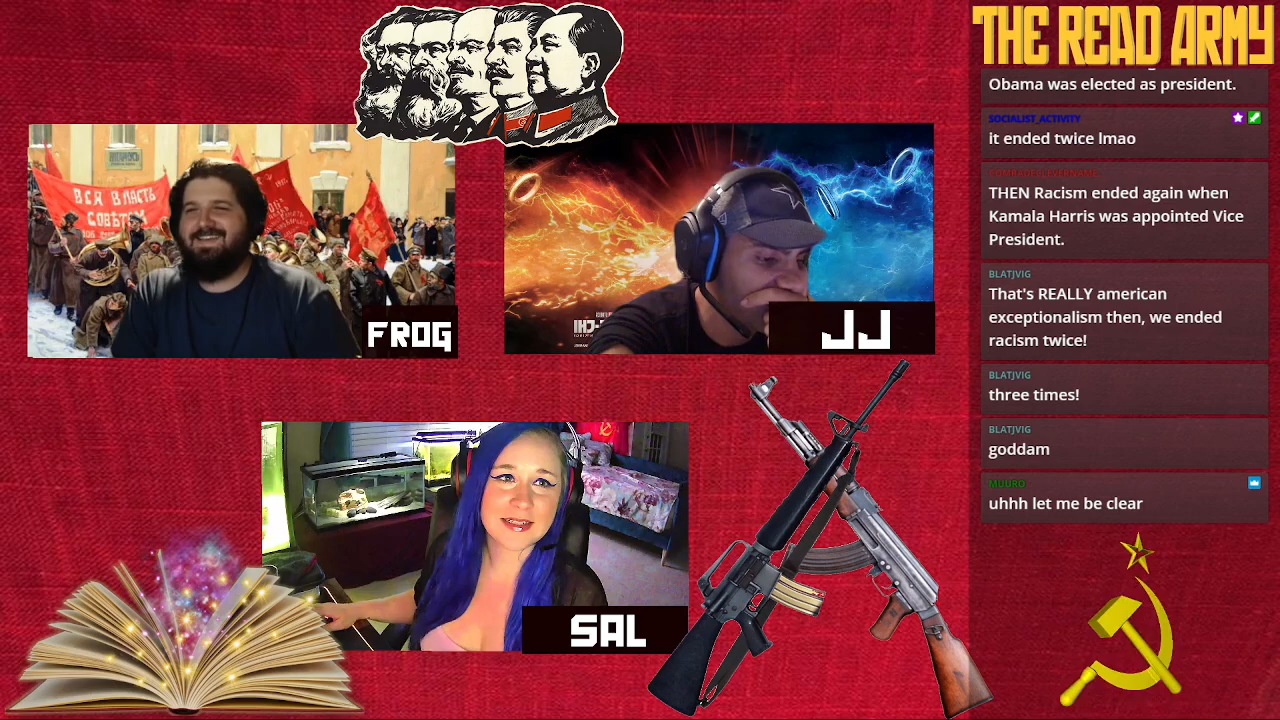 THE READ ARMY
Obama was elected as president.
SOCIALIST_ACTIVITY
it ended twice lmao
THEN Racism ended again when
Kamala Harris was appointed Vice
President.
BLATJVIG
That's REALLY american
exceptionalism then, we ended
racism twice!
BLATJVIG
three times!
BLATJVIG
goddam
MUURO
uhhh let me be clear
ВСЯ ВЛАСТЬ
СОВЕТАМ
FROG
JJ
SAL